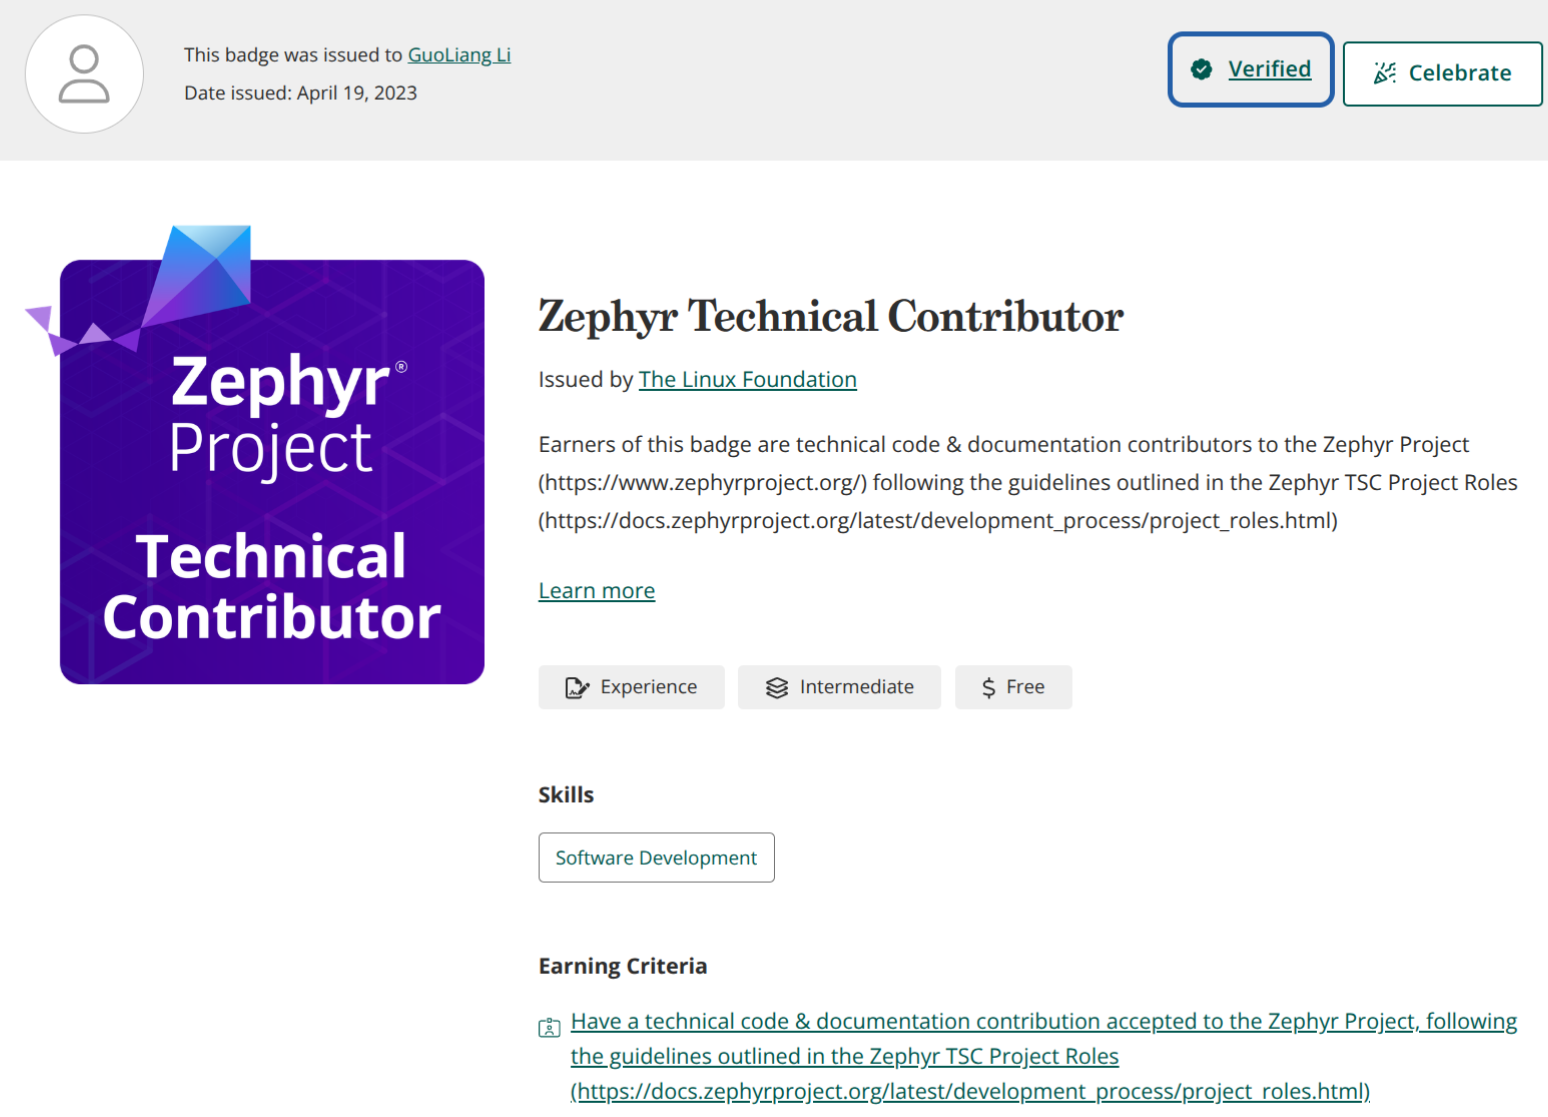 This badge was issued to GuoLiang Li
Date issued: April 19, 2023
Verified
Celebrate
Zephyr®
Project
Technical
Contributor
Zephyr Technical Contributor
Issued by The Linux Foundation
Earners of this badge are technical code & documentation contributors to the Zephyr Project
(https://www.zephyrproject.org/) following the guidelines outlined in the Zephyr TSC Project Roles
(https://docs.zephyrproject.org/latest/development_process/project_roles.html)
Learn more
Experience
Intermediate
$ Free
Skills
Software Development
Earning Criteria
Have a technical code & documentation contribution accepted to the Zephyr Project, following
the guidelines outlined in the Zephyr TSC Project Roles
(https://docs.zephyrproject.org/latest/development_process/project_roles.html)